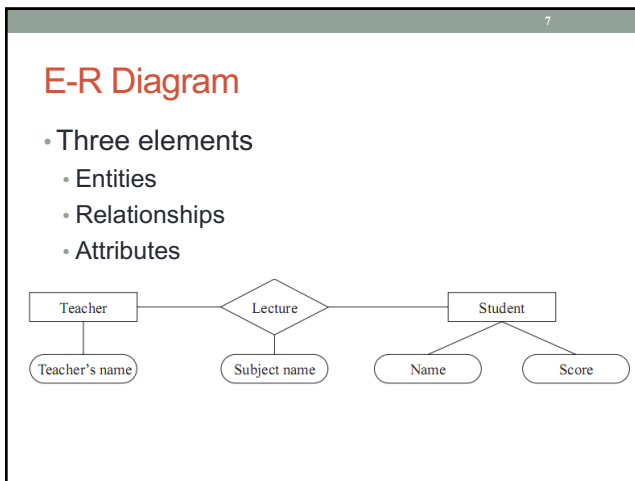 7
E-R Diagram
• Three elements
• Entities
• Relationships
• Attributes
Teacher Lecture Student
Teacher’s name Subject name Name Score